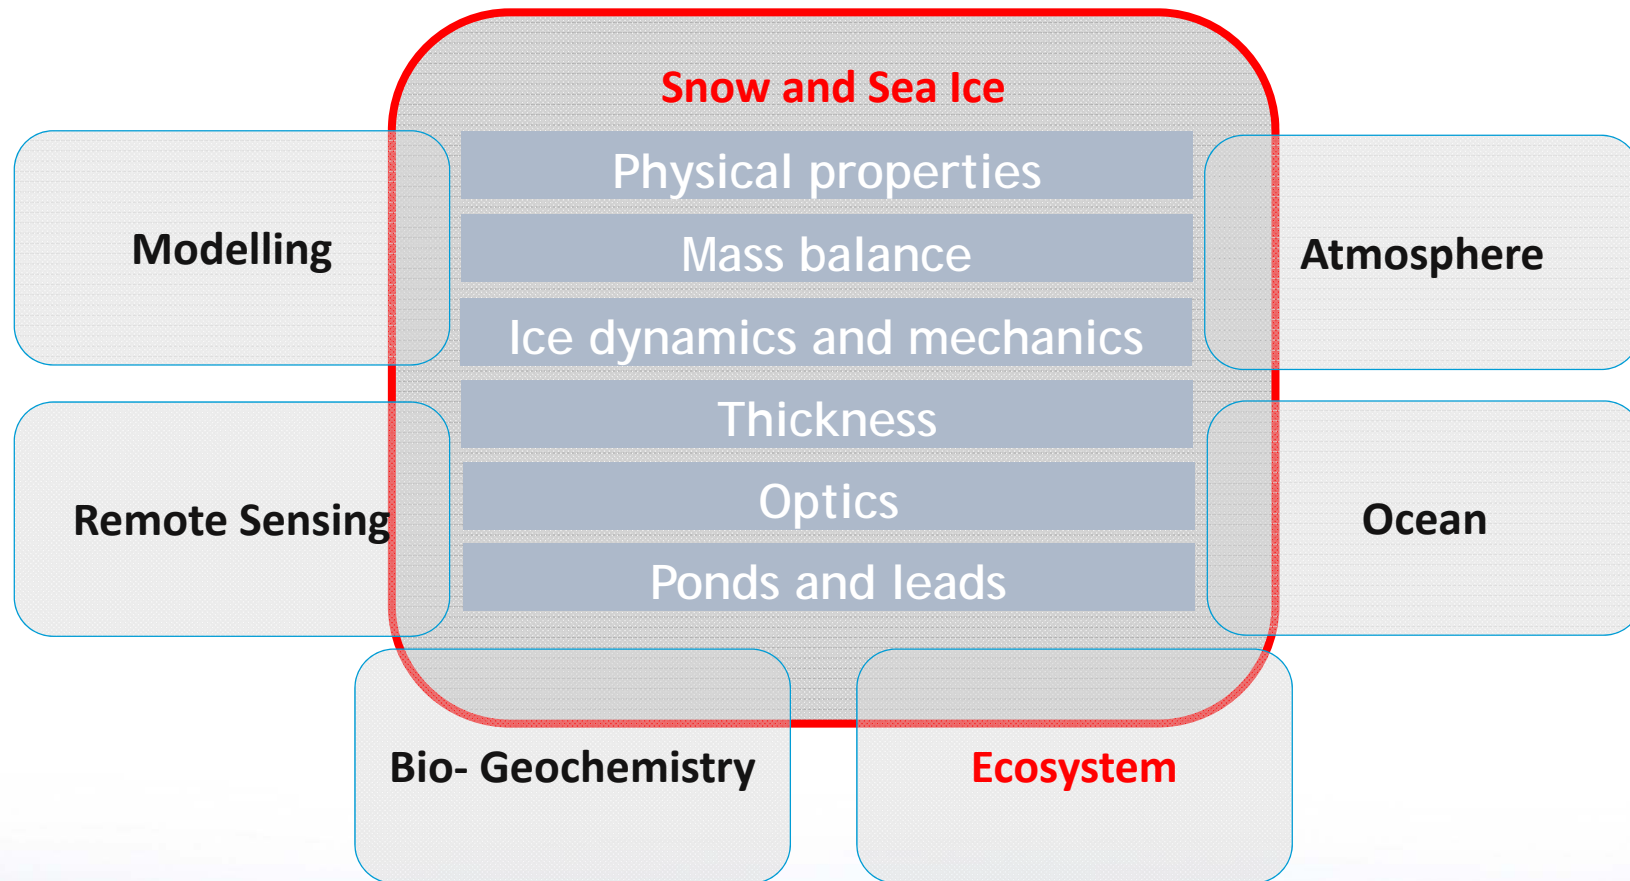 Snow and Sea Ice
Physical properties
Mass balance
Ice dynamics and mechanics
Thickness
Optics
Ponds and leads
Modelling
Remote Sensing
Atmosphere
Ocean
Bio- Geochemistry
Ecosystem